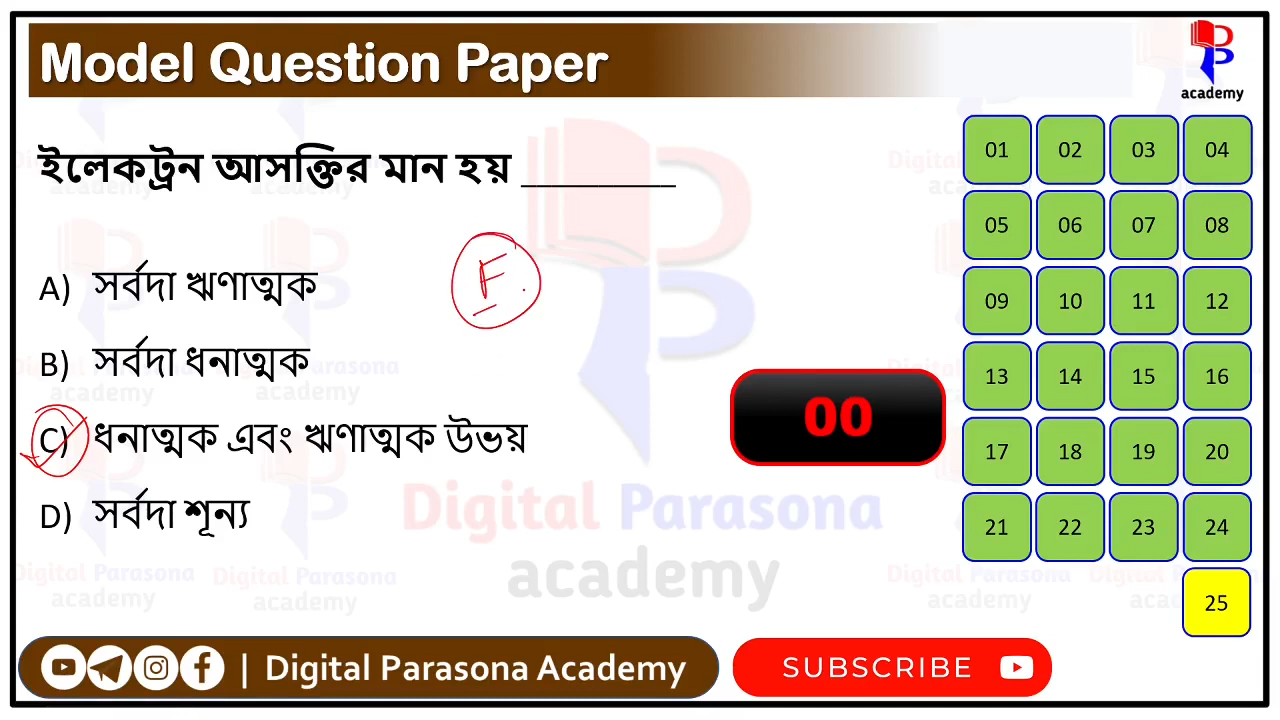 Model Question Paper
academy
ইলেকট্রন আসক্তির মান হয় __________
A) সর্বদা ঋণাত্মক
F.
B) সর্বদা ধনাত্মক
C) ধনাত্মক এবং ঋণাত্মক উভয়
D) সর্বদা শূন্য
00
01 02 03 04
05 06 07 08
09 10 11 12
13 14 15 16
17 18 19 20
21 22 23 24
25
Digital Parasona
academy
| Digital Parasona Academy
SUBSCRIBE